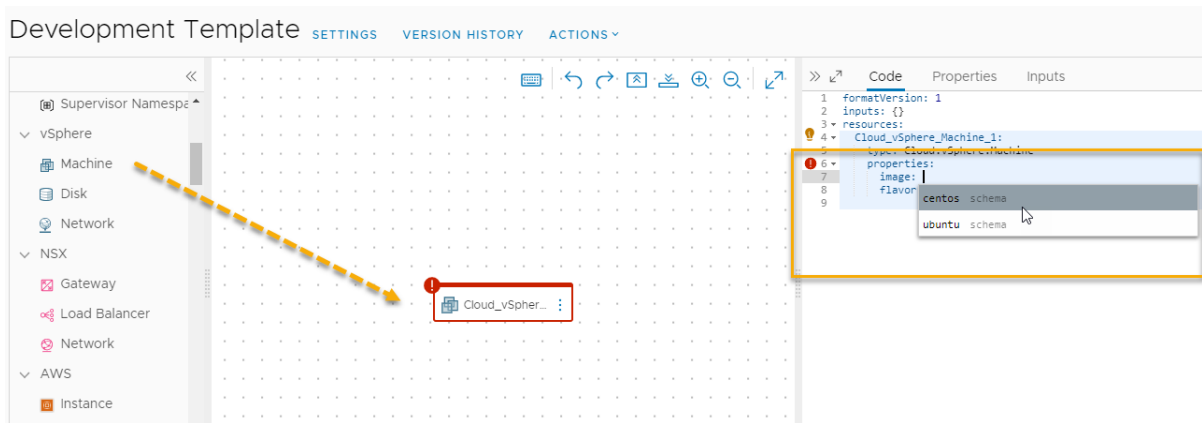 Development Template SETTINGS VERSION HISTORY ACTIONS
Supervisor Namespa
vSphere
Machine
Disk
Network
NSX
Gateway
Load Balancer
Network
AWS
Instance
Cloud_vSpher...
Code Properties Inputs
1 formatVersion: 1
2 inputs: {}
3 resources:
4 Cloud_vSphere_Machine_1:
5 type: Cloud.vSphere.Machine
6 properties:
7 image:
8 flavor
9
centos schema
ubuntu schema